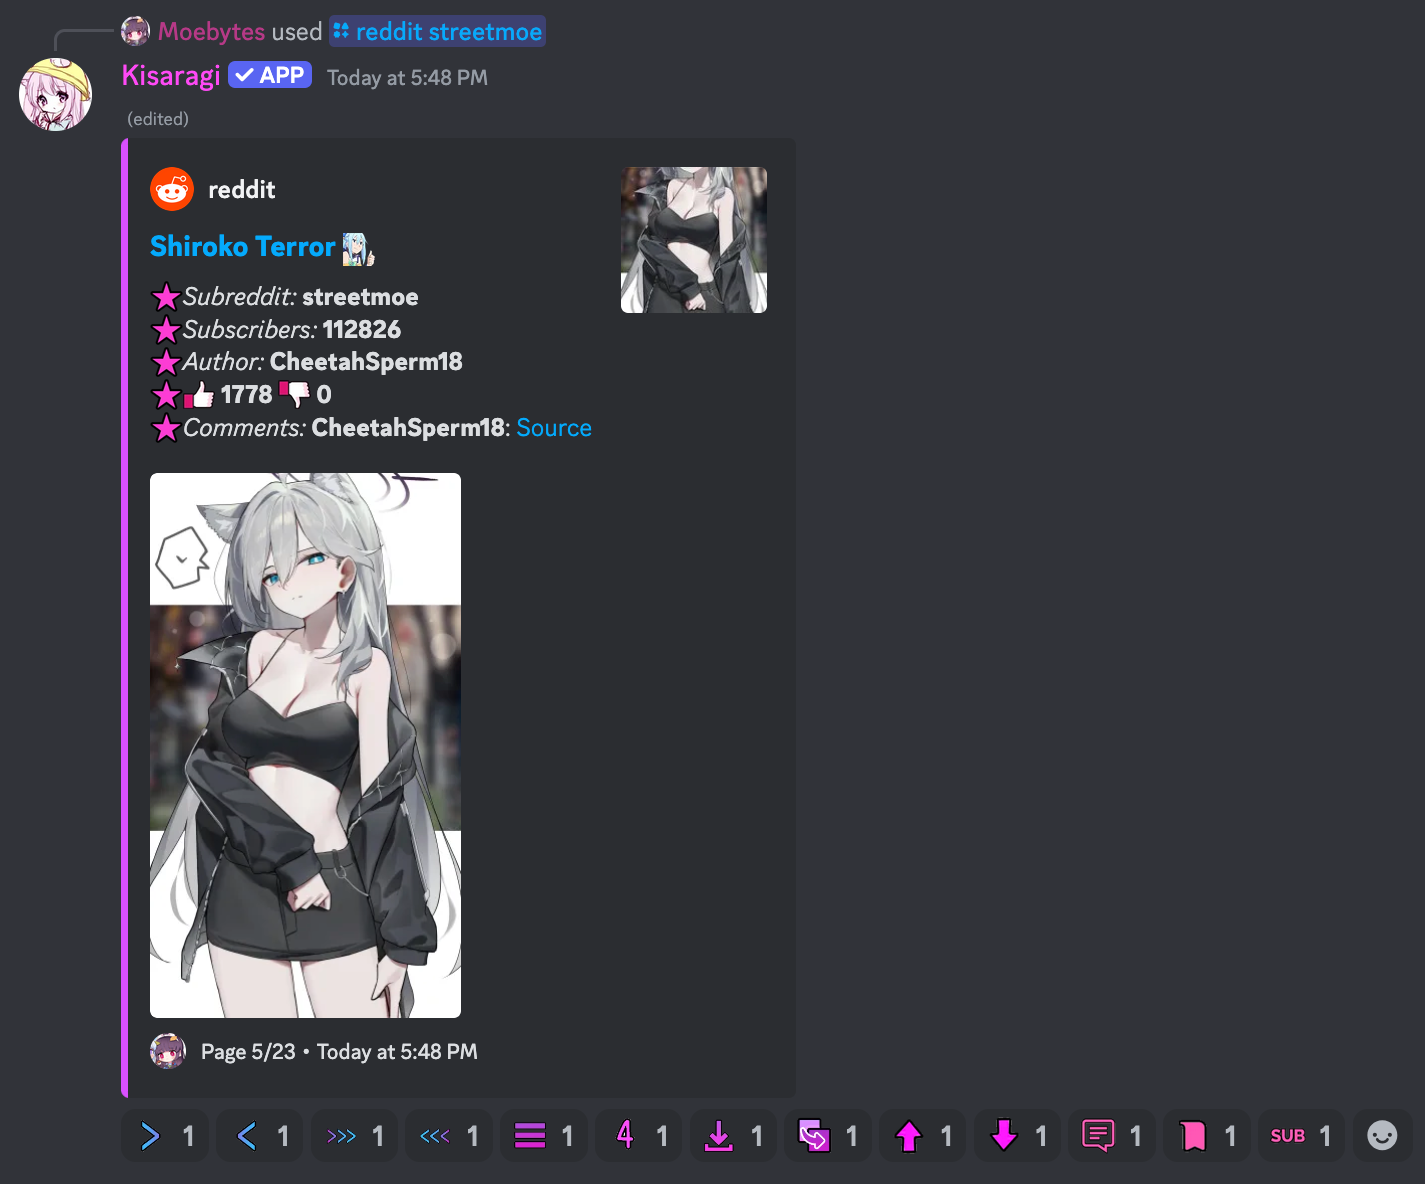 Moebytes used reddit streetmoe
Kisaragi APP Today at 5:48 PM
(edited)
reddit
Shiroko Terror
Subreddit: streetmoe
Subscribers: 112826
Author: CheetahSperm18
1778 0
Comments: CheetahSperm18: Source
Page 5/23 • Today at 5:48 PM
1 1 1 1 1 4 1 1 1 1 1 1 1 SUB 1